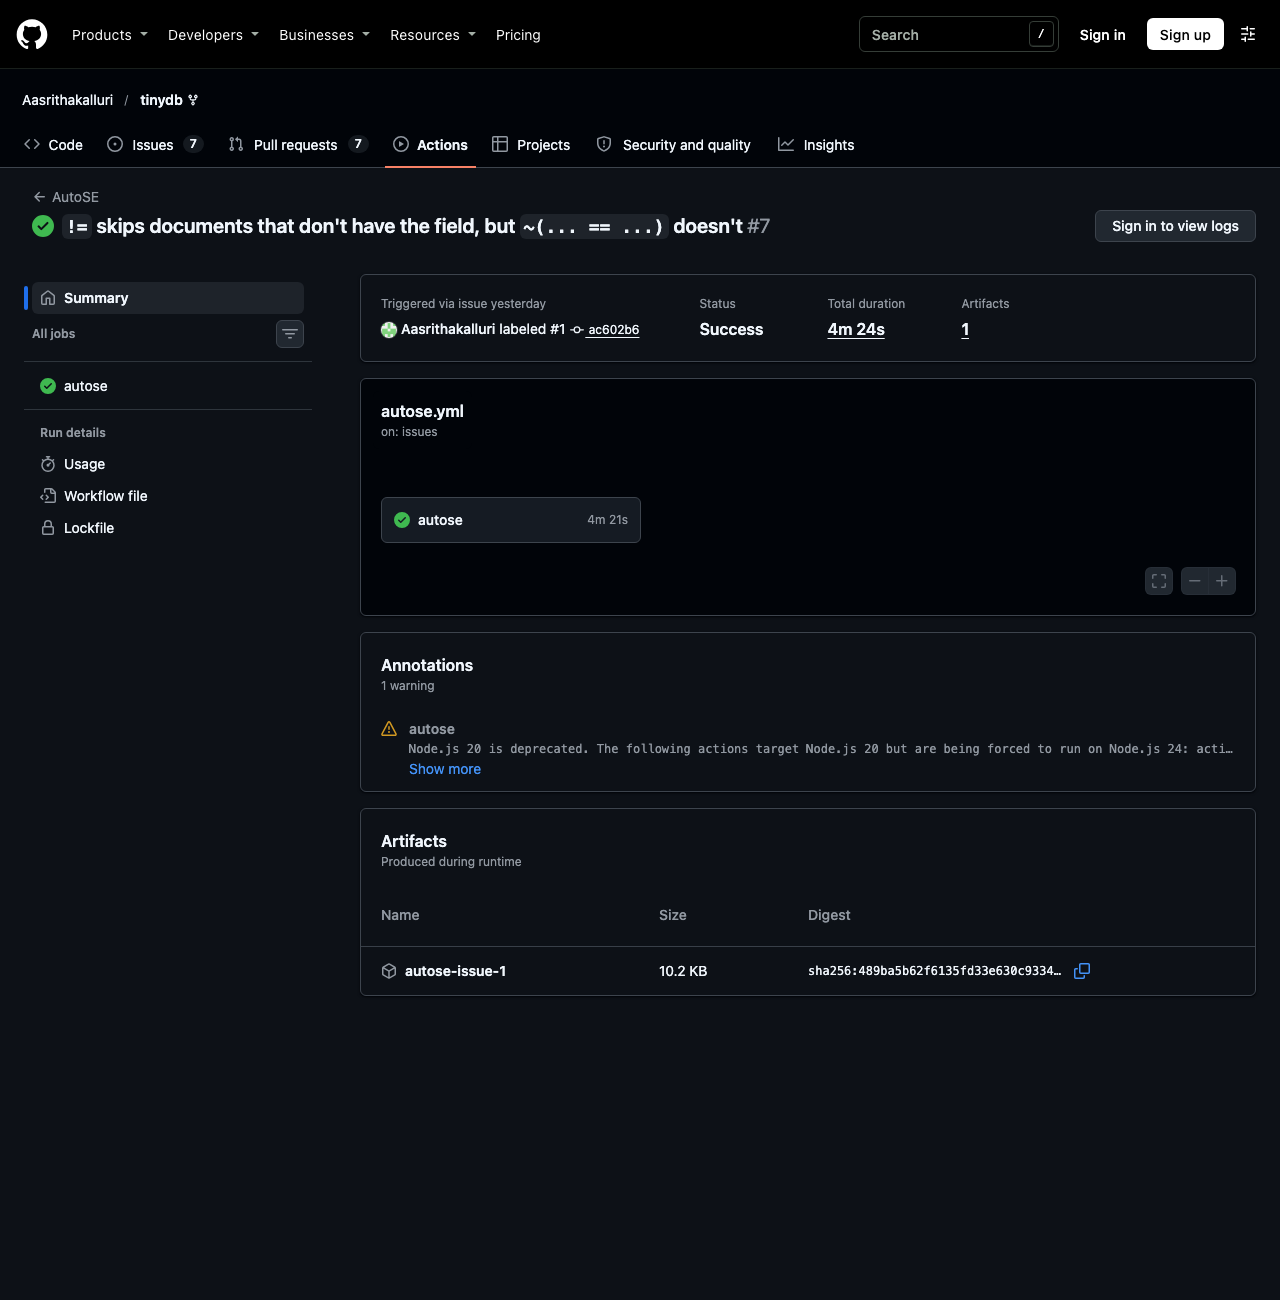 Products Developers Businesses Resources Pricing Search / Sign in Sign up
Aasrithakalluri / tinydb
Code Issues 7 Pull requests 7 Actions Projects Security and quality Insights
AutoSE
!= skips documents that don't have the field, but ~(... == ...) doesn't #7
Sign in to view logs
Summary
All jobs
autose
Run details
Usage
Workflow file
Lockfile
Triggered via issue yesterday
Aasrithakalluri labeled #1 ac602b6
Status
Success
Total duration
4m 24s
Artifacts
1
autose.yml
on: issues
autose 4m 21s
Annotations
1 warning
autose
Node.js 20 is deprecated. The following actions target Node.js 20 but are being forced to run on Node.js 24: acti…
Show more
Artifacts
Produced during runtime
Name Size Digest
autose-issue-1 10.2 KB sha256:489ba5b62f6135fd33e630c9334…